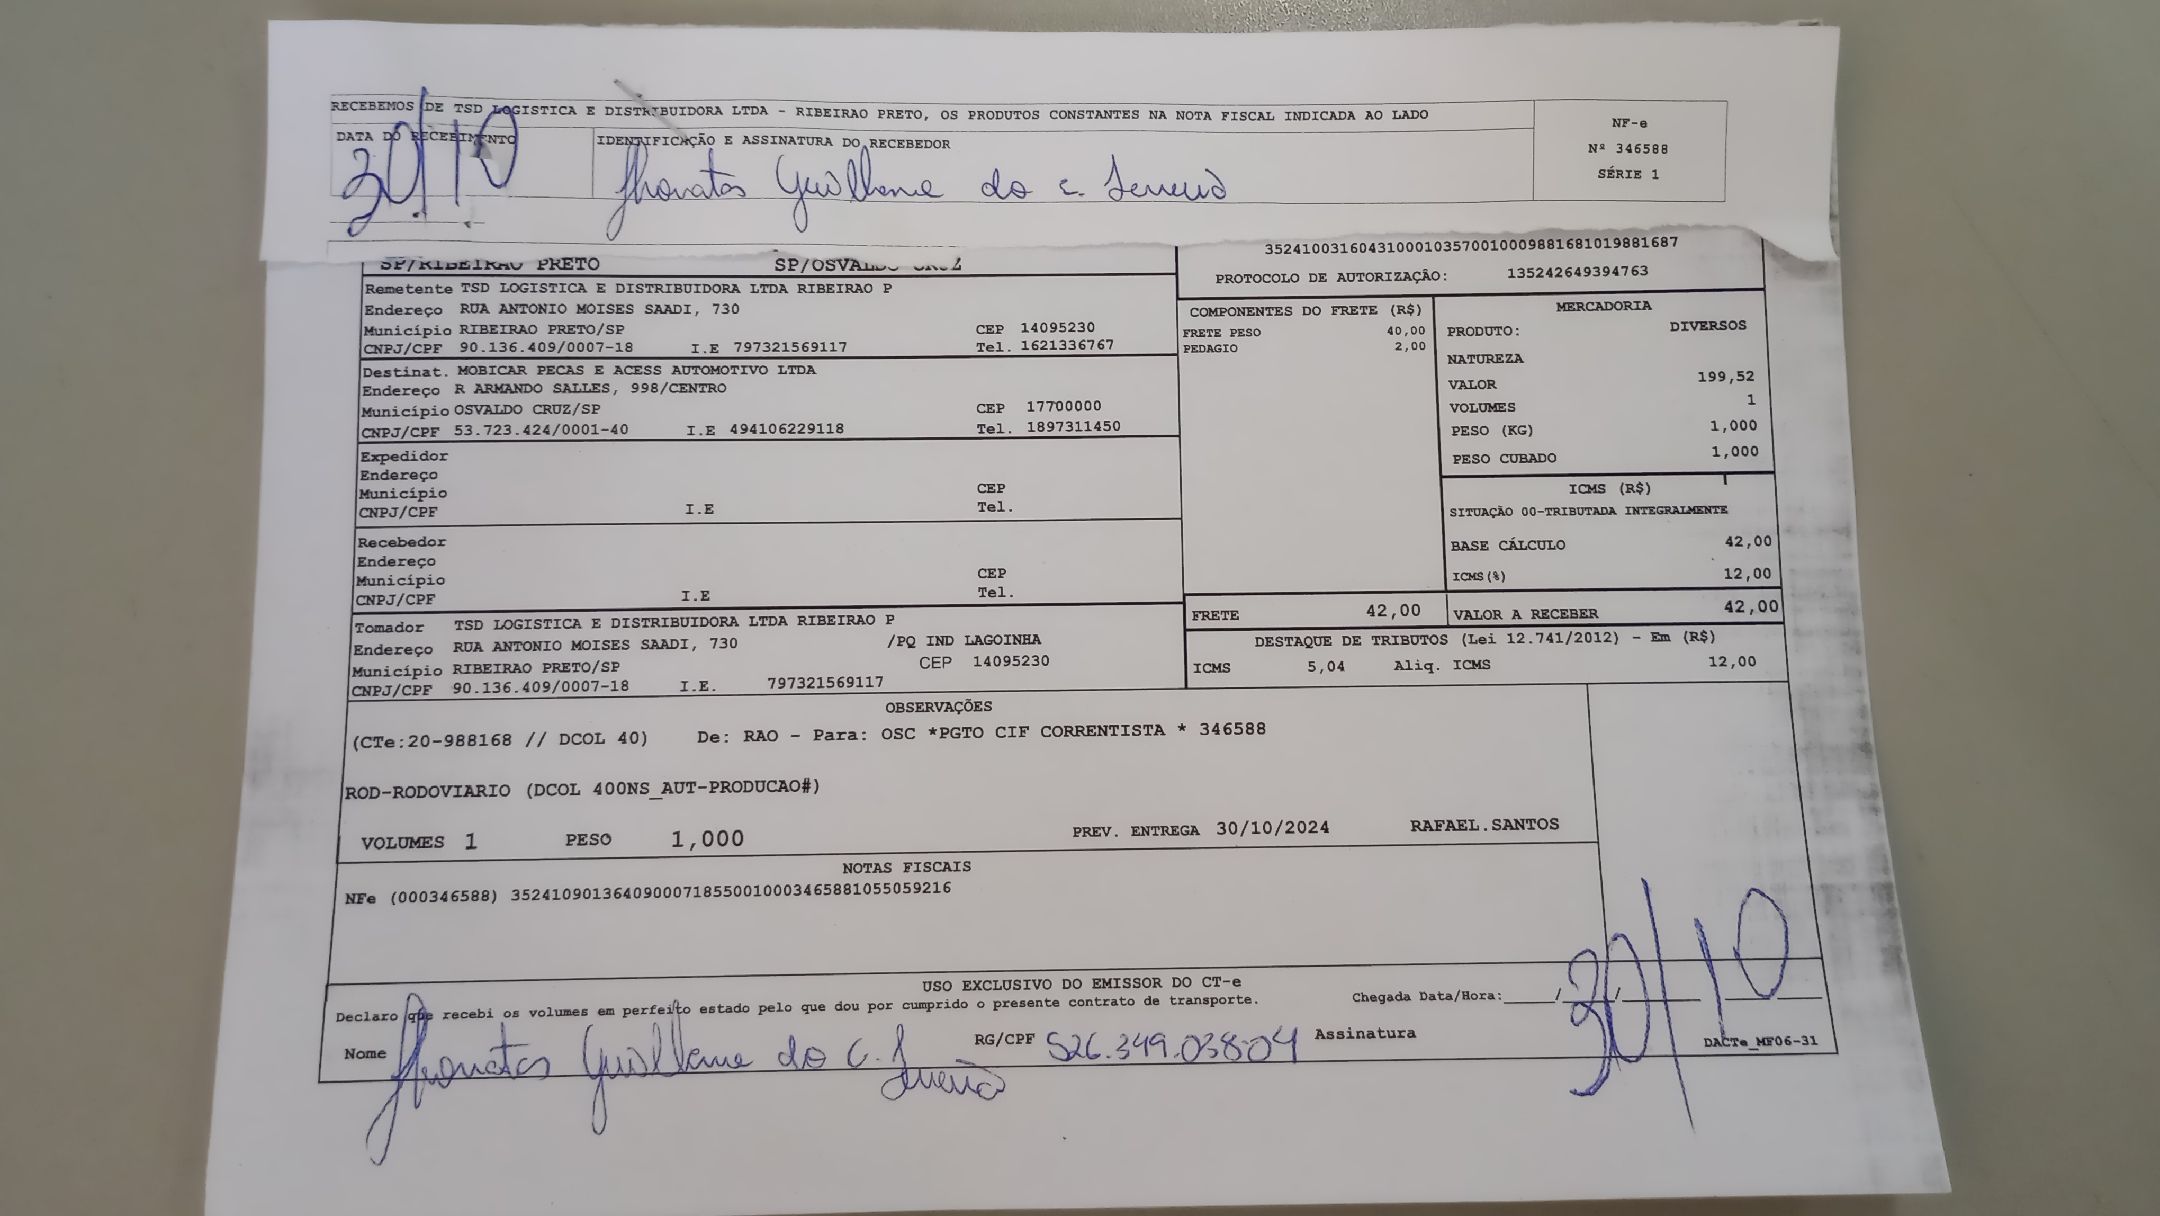 RECEBEMOS DE TSD LOGISTICA E DISTRIBUIDORA LTDA - RIBEIRAO PRETO, OS PRODUTOS CONSTANTES NA NOTA FISCAL INDICADA AO LADO
DATA DO RECEBIMENTO IDENTIFICAÇÃO E ASSINATURA DO RECEBEDOR
30/10 Jhonatas Guilherme do C.
NF-e
Nº 346588
SÉRIE 1
35241003160431000103570010009881681019881687
PROTOCOLO DE AUTORIZAÇÃO: 135242649394763
SP/RIBEIRAO PRETO SP/OSVALDO CRUZ
Remetente TSD LOGISTICA E DISTRIBUIDORA LTDA RIBEIRAO P
Endereço RUA ANTONIO MOISES SAADI, 730
Município RIBEIRAO PRETO/SP CEP 14095230
CNPJ/CPF 90.136.409/0007-18 I.E 797321569117 Tel. 1621336767
Destinat. MOBICAR PECAS E ACESS AUTOMOTIVO LTDA
Endereço R ARMANDO SALLES, 998/CENTRO
Município OSVALDO CRUZ/SP CEP 17700000
CNPJ/CPF 53.723.424/0001-40 I.E 494106229118 Tel. 1897311450
Expedidor
Endereço
Município CEP
CNPJ/CPF I.E Tel.
Recebedor
Endereço
Município CEP
CNPJ/CPF I.E Tel.
Tomador TSD LOGISTICA E DISTRIBUIDORA LTDA RIBEIRAO P
Endereço RUA ANTONIO MOISES SAADI, 730 /PQ IND LAGOINHA
Município RIBEIRAO PRETO/SP CEP 14095230
CNPJ/CPF 90.136.409/0007-18 I.E. 797321569117
COMPONENTES DO FRETE (R$)
FRETE PESO 40,00
PEDAGIO 2,00
MERCADORIA
PRODUTO: DIVERSOS
NATUREZA
VALOR 199,52
VOLUMES 1
PESO (KG) 1,000
PESO CUBADO 1,000
ICMS (R$)
SITUAÇÃO 00-TRIBUTADA INTEGRALMENTE
BASE CÁLCULO 42,00
ICMS(%) 12,00
FRETE 42,00 VALOR A RECEBER 42,00
DESTAQUE DE TRIBUTOS (Lei 12.741/2012) - Em (R$)
ICMS 5,04 Aliq. ICMS 12,00
OBSERVAÇÕES
(CTe:20-988168 // DCOL 40) De: RAO - Para: OSC *PGTO CIF CORRENTISTA * 346588
ROD-RODOVIARIO (DCOL 400NS_AUT-PRODUCAO#)
VOLUMES 1 PESO 1,000 PREV. ENTREGA 30/10/2024 RAFAEL.SANTOS
NOTAS FISCAIS
NFe (000346588) 35241090136409000718550010003465881055059216
USO EXCLUSIVO DO EMISSOR DO CT-e
Declaro que recebi os volumes em perfeito estado pelo que dou por cumprido o presente contrato de transporte. Chegada Data/Hora:_____/_____/_____ 30/10
Nome Jhonatas Guilherme do C. RG/CPF 526.349.038-04 Assinatura
DACTe_MF06-31